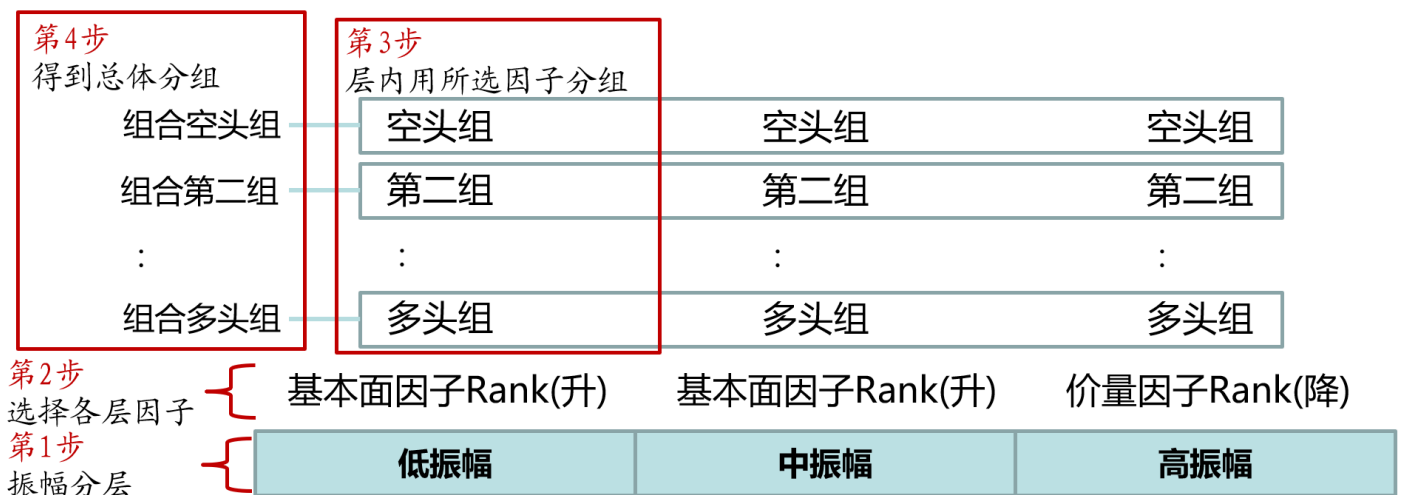 第4步
得到总体分组
第3步
层内用所选因子分组
组合空头组 空头组 空头组 空头组
组合第二组 第二组 第二组 第二组
: : : :
组合多头组 多头组 多头组 多头组
第2步
选择各层因子
基本面因子Rank(升) 基本面因子Rank(升) 价量因子Rank(降)
第1步
振幅分层
低振幅 中振幅 高振幅